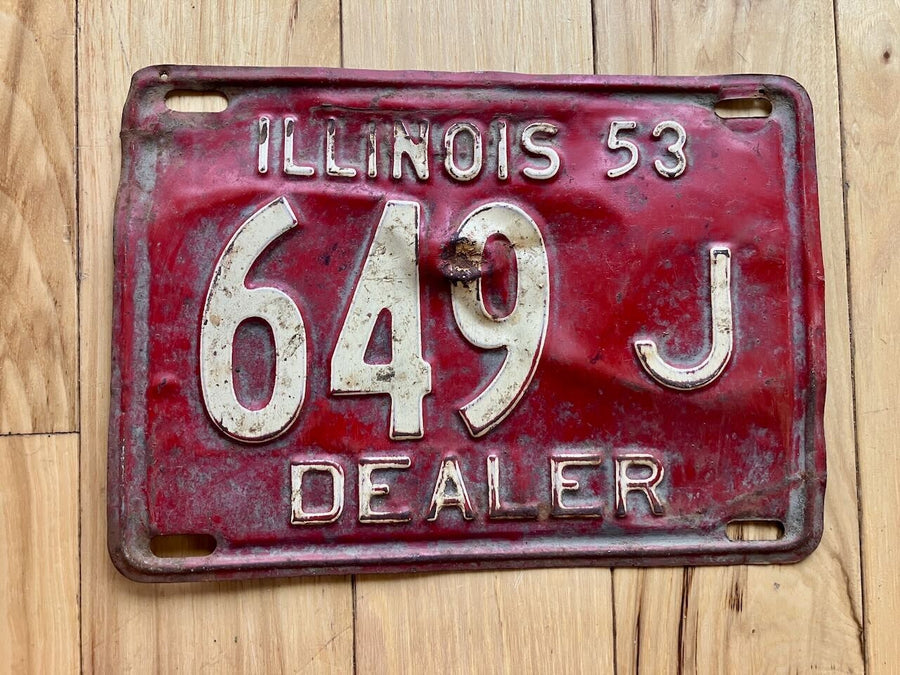 ILLINOIS 53
649 J
DEALER